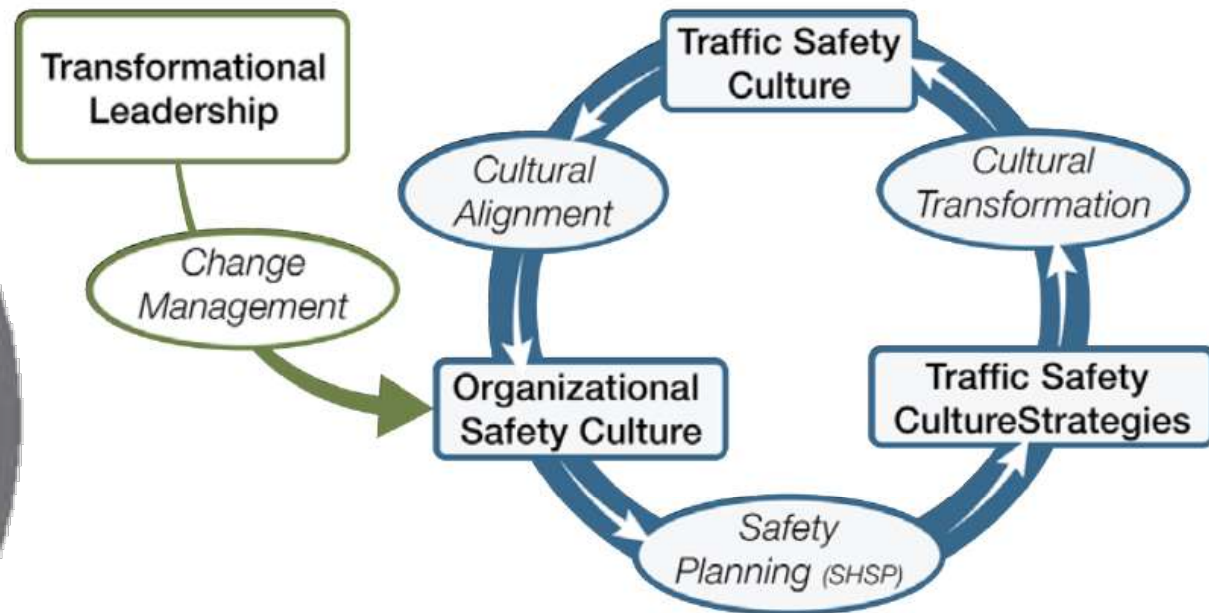 Transformational
Leadership
Change
Management
Traffic Safety
Culture
Cultural
Alignment
Organizational
Safety Culture
Safety
Planning (SHSP)
Traffic Safety
CultureStrategies
Cultural
Transformation